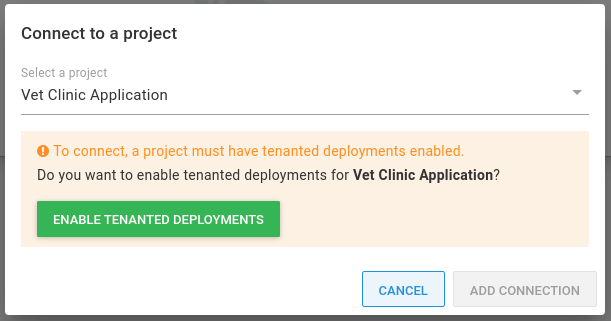 Connect to a project
Select a project
Vet Clinic Application
To connect, a project must have tenanted deployments enabled.
Do you want to enable tenanted deployments for Vet Clinic Application?
ENABLE TENANTED DEPLOYMENTS
CANCEL
ADD CONNECTION